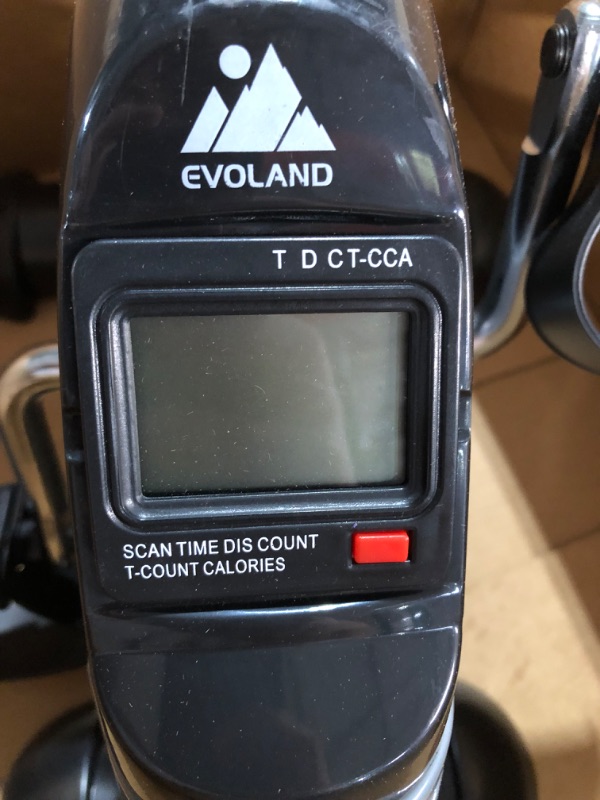 EVOLAND
T D CT-CCA
SCAN TIME DIS COUNT
T-COUNT CALORIES